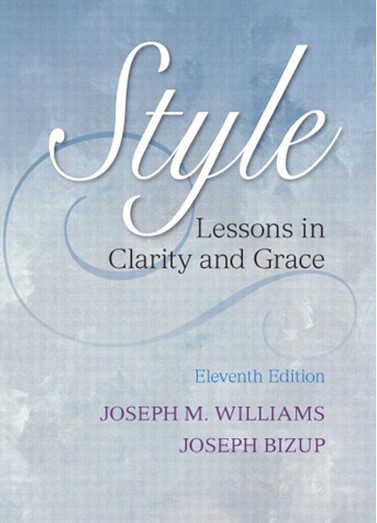 Style
Lessons in
Clarity and Grace
Eleventh Edition
JOSEPH M. WILLIAMS
JOSEPH BIZUP